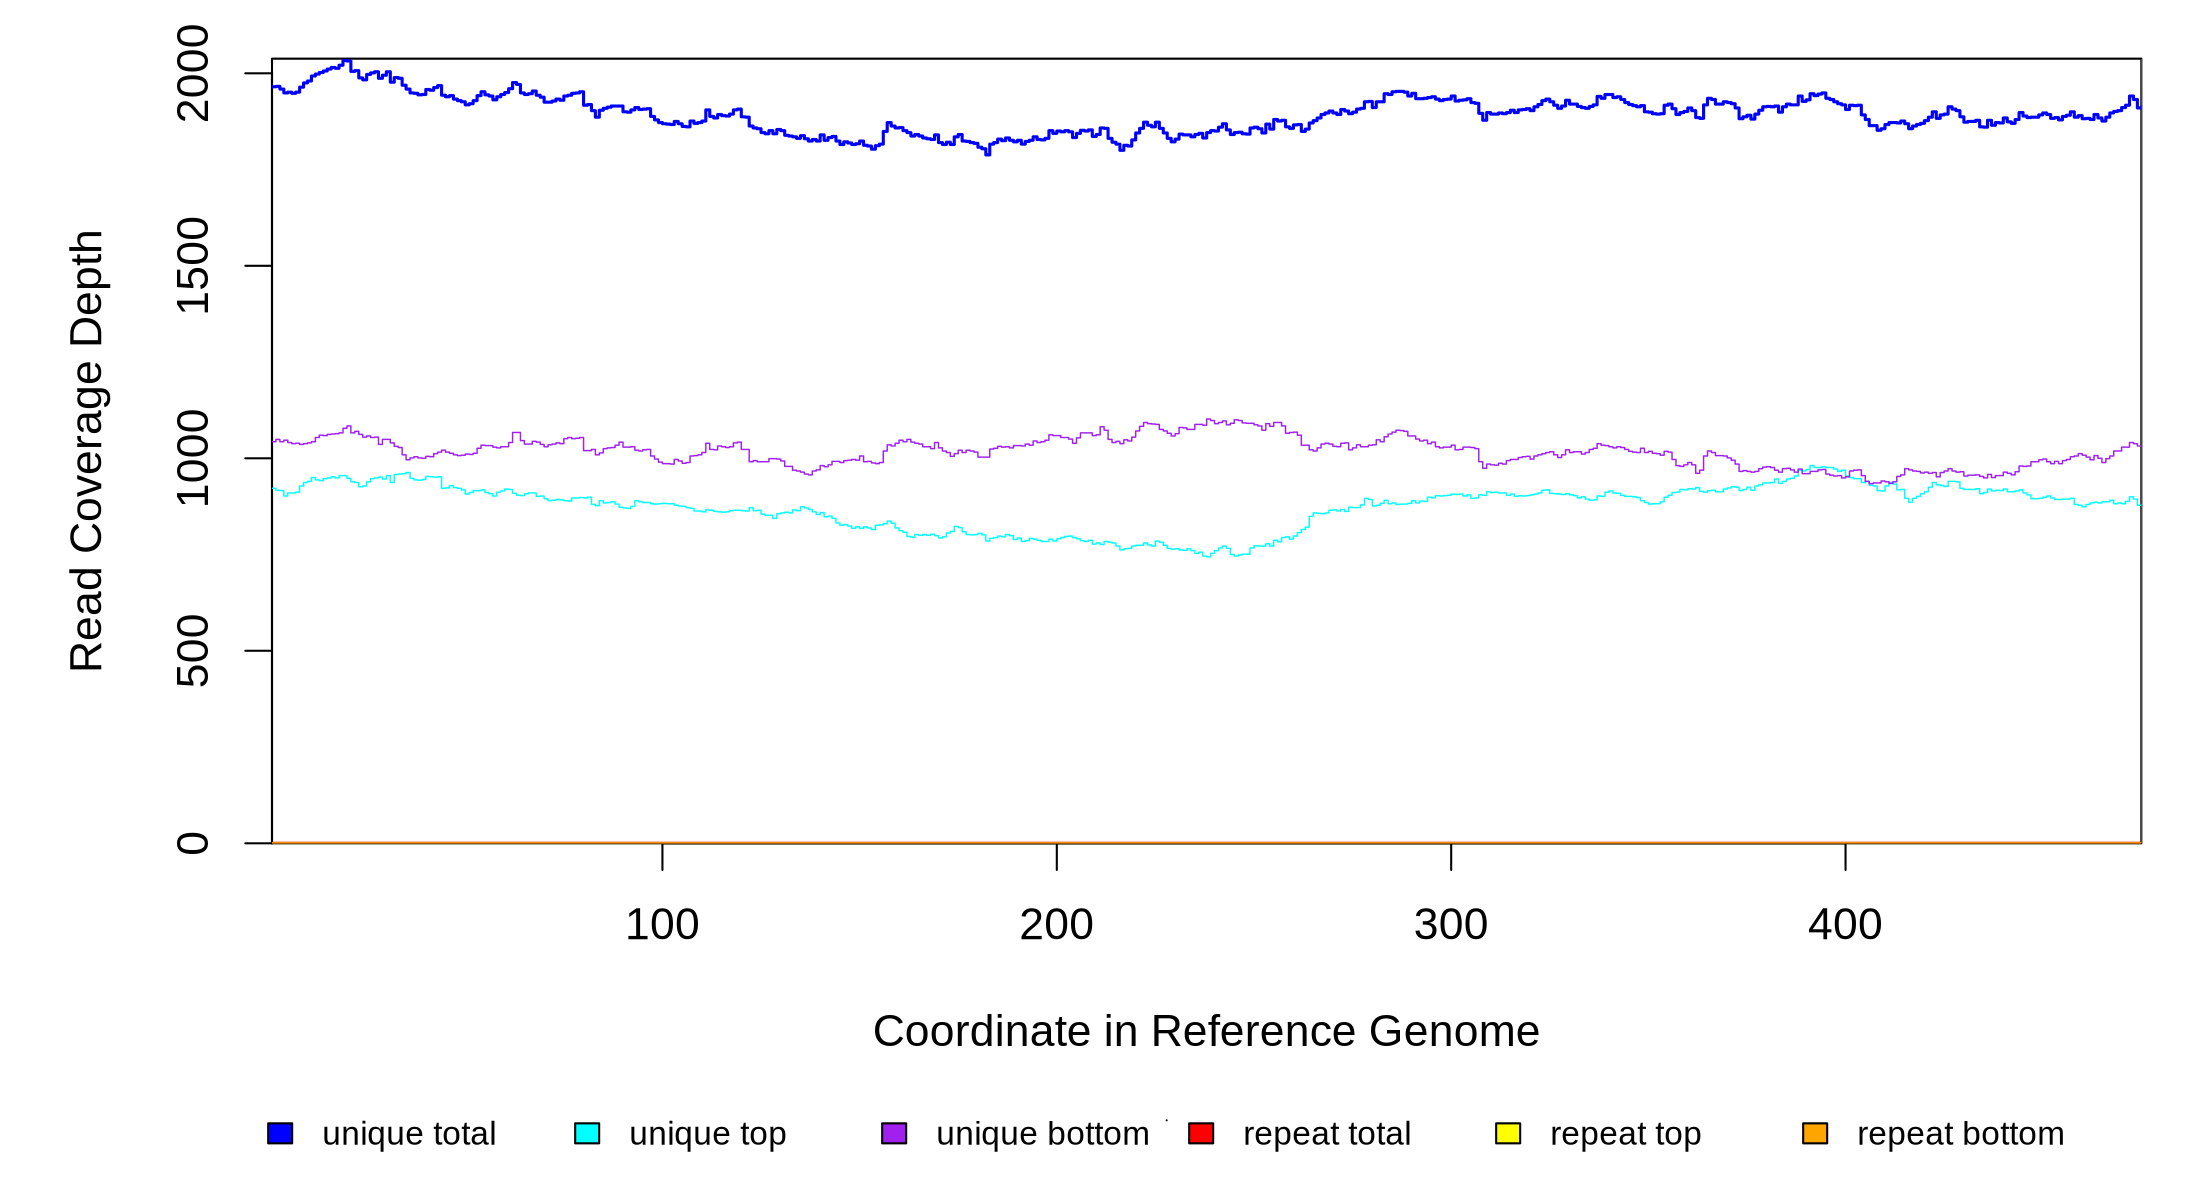 2000
1500
1000
500
0
Read Coverage Depth
100 200 300 400
Coordinate in Reference Genome
unique total unique top unique bottom repeat total repeat top repeat bottom